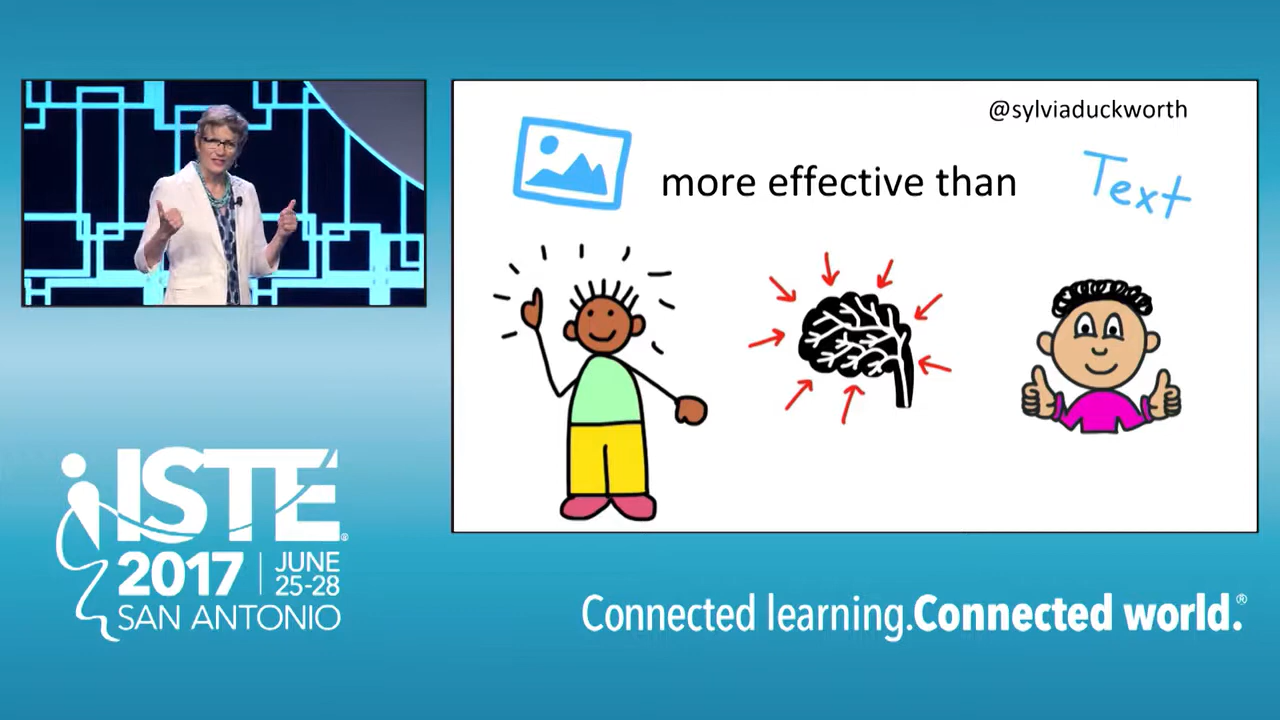 @sylviaduckworth
more effective than
Text
ISTE®
2017
JUNE
25-28
SAN ANTONIO
Connected learning.Connected world.®